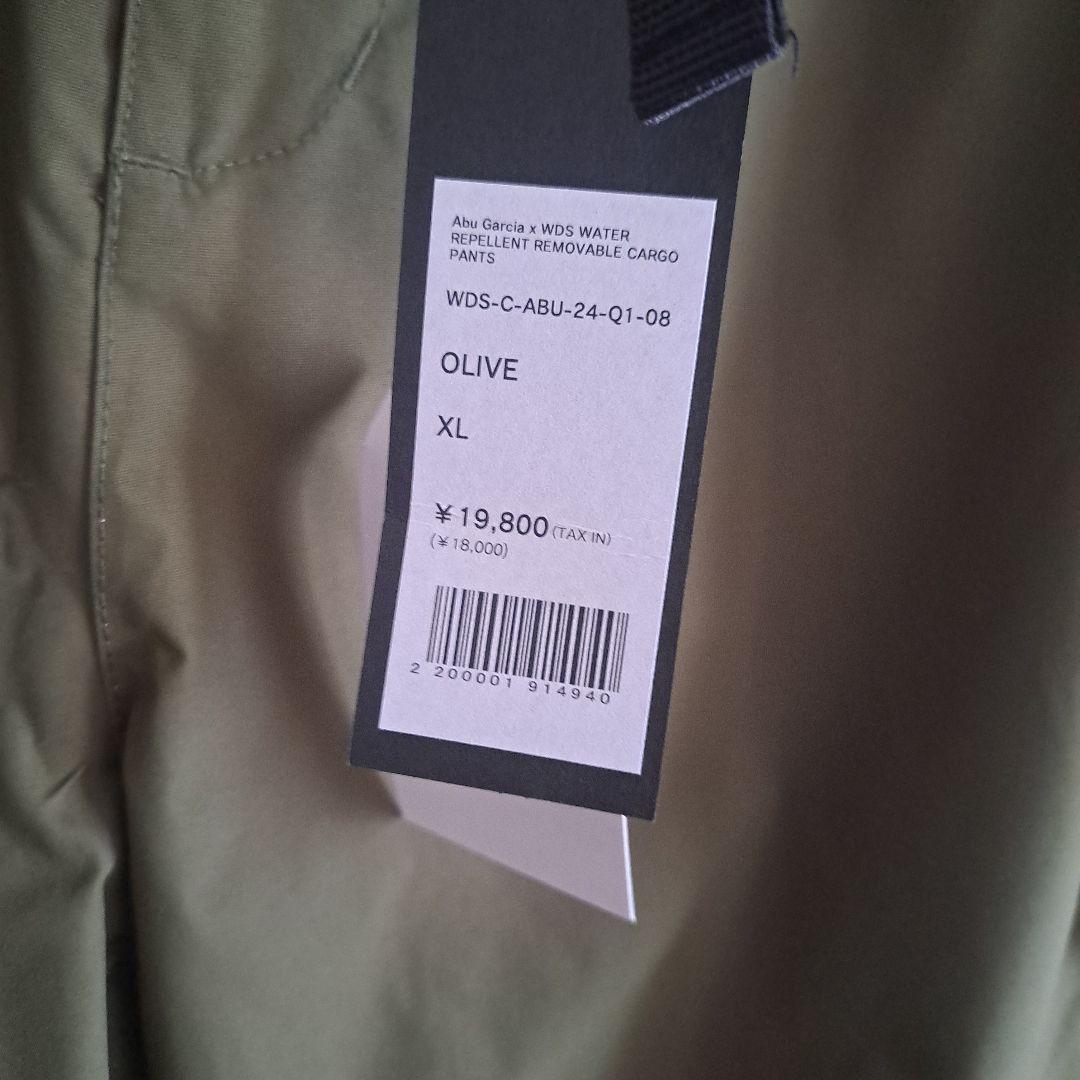 Abu Garcia x WDS WATER
REPELLENT REMOVABLE CARGO
PANTS
WDS-C-ABU-24-Q1-08
OLIVE
XL
¥19,800(TAX IN)
(¥18,000)
2 200001 914940